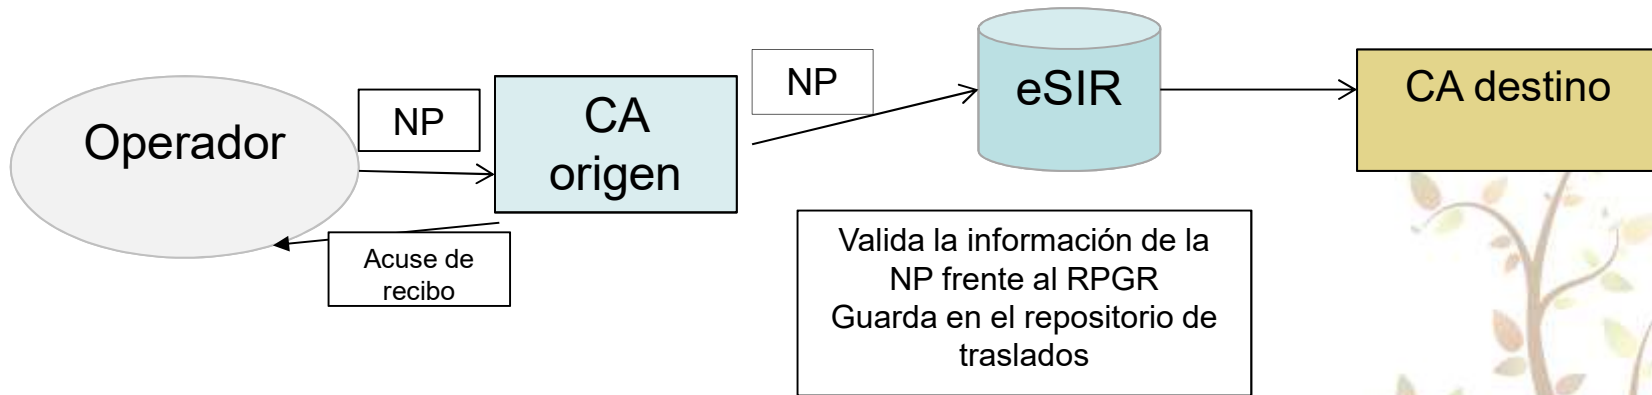 Operador
NP
CA
origen
Acuse de
recibo
NP
eSIR
CA destino
Valida la información de la
NP frente al RPGR
Guarda en el repositorio de
traslados